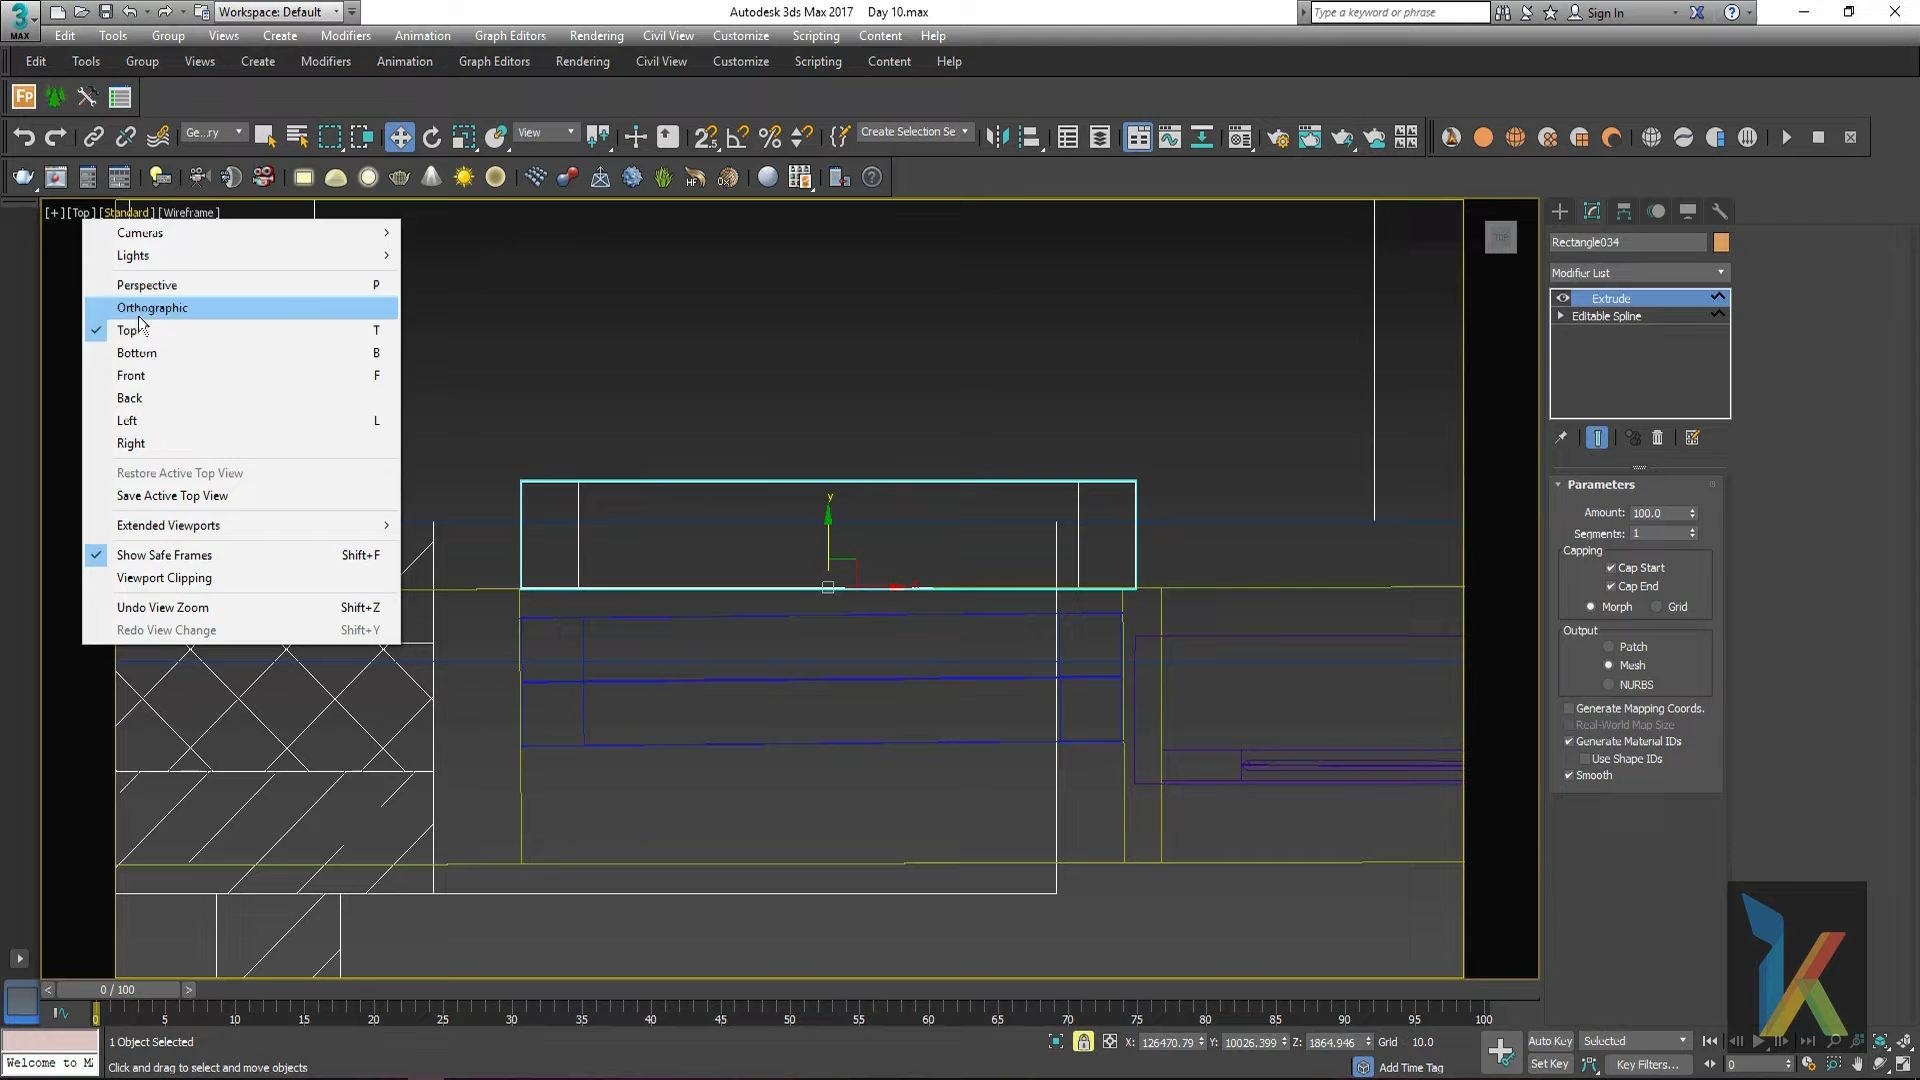 MAX
Workspace: Default
Autodesk 3ds Max 2017    Day 10.max
Type a keyword or phrase
Sign In
Edit Tools Group Views Create Modifiers Animation Graph Editors Rendering Civil View Customize Scripting Content Help
Edit Tools Group Views Create Modifiers Animation Graph Editors Rendering Civil View Customize Scripting Content Help
Fp
Ge...ry
View
Create Selection Se
[+] [Top ] [Standard ] [Wireframe ]
TOP
Cameras
Lights
Perspective P
Orthographic
Top T
Bottom B
Front F
Back
Left L
Right
Restore Active Top View
Save Active Top View
Extended Viewports
Show Safe Frames Shift+F
Viewport Clipping
Undo View Zoom Shift+Z
Redo View Change Shift+Y
y
Rectangle034
Modifier List
Extrude
Editable Spline
Parameters
Amount: 100.0
Segments: 1
Capping
Cap Start
Cap End
Morph Grid
Output
Patch
Mesh
NURBS
Generate Mapping Coords.
Real-World Map Size
Generate Material IDs
Use Shape IDs
Smooth
< 0 / 100 >
0 5 10 15 20 25 30 35 40 45 50 55 60 65 70 75 80 85 90 95 100
1 Object Selected
X: 126470.79 Y: 10026.399 Z: 1864.946 Grid 10.0
Auto Key Selected
Welcome to M
Click and drag to select and move objects
Add Time Tag
Set Key Key Filters... 0